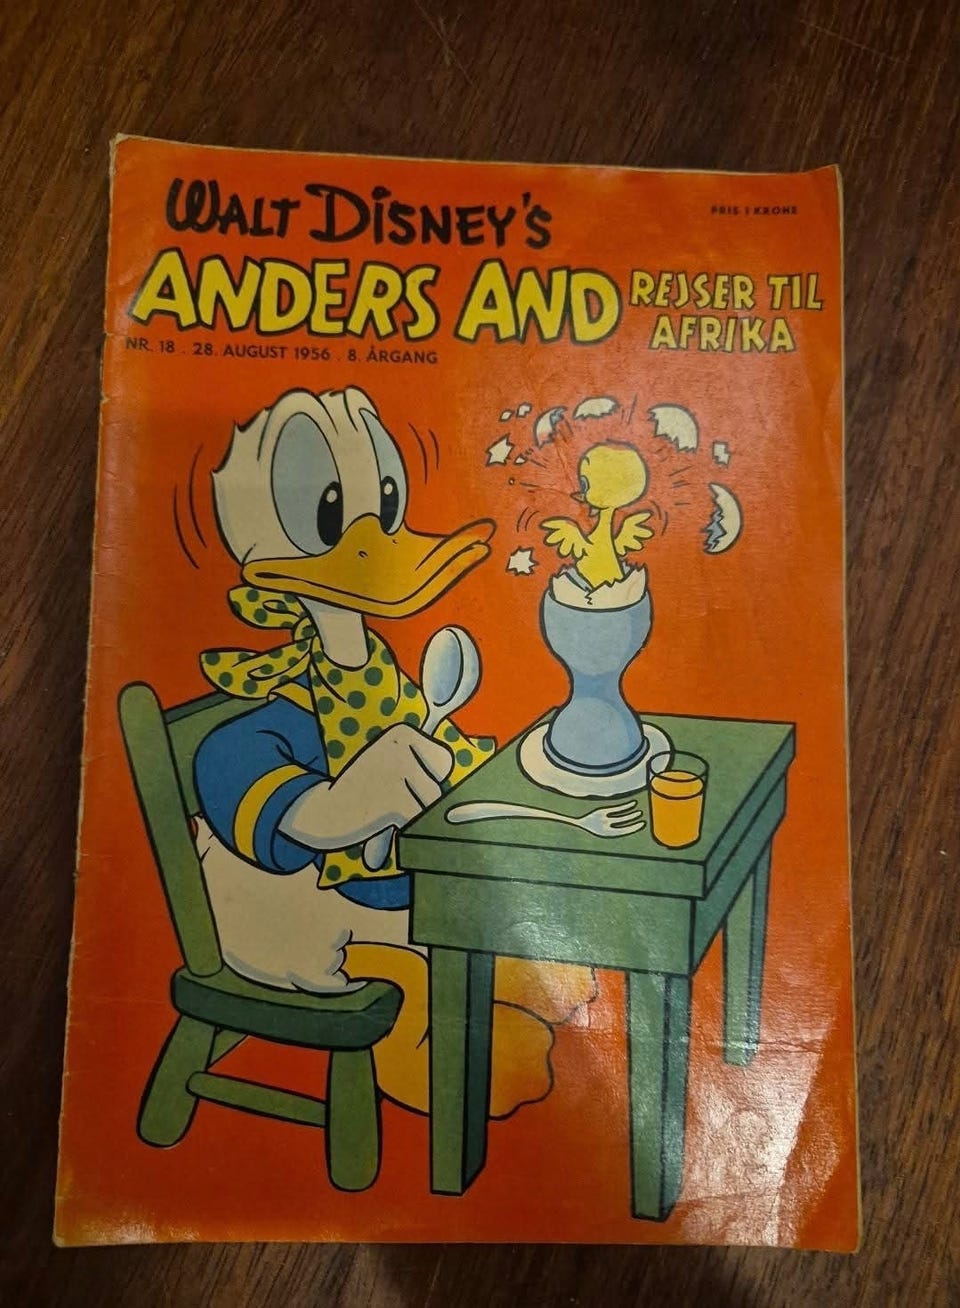 WALT DISNEY'S
PRIS 1 KRONE
ANDERS AND
REJSER TIL
AFRIKA
NR. 18 . 28. AUGUST 1956 . 8. ÅRGANG